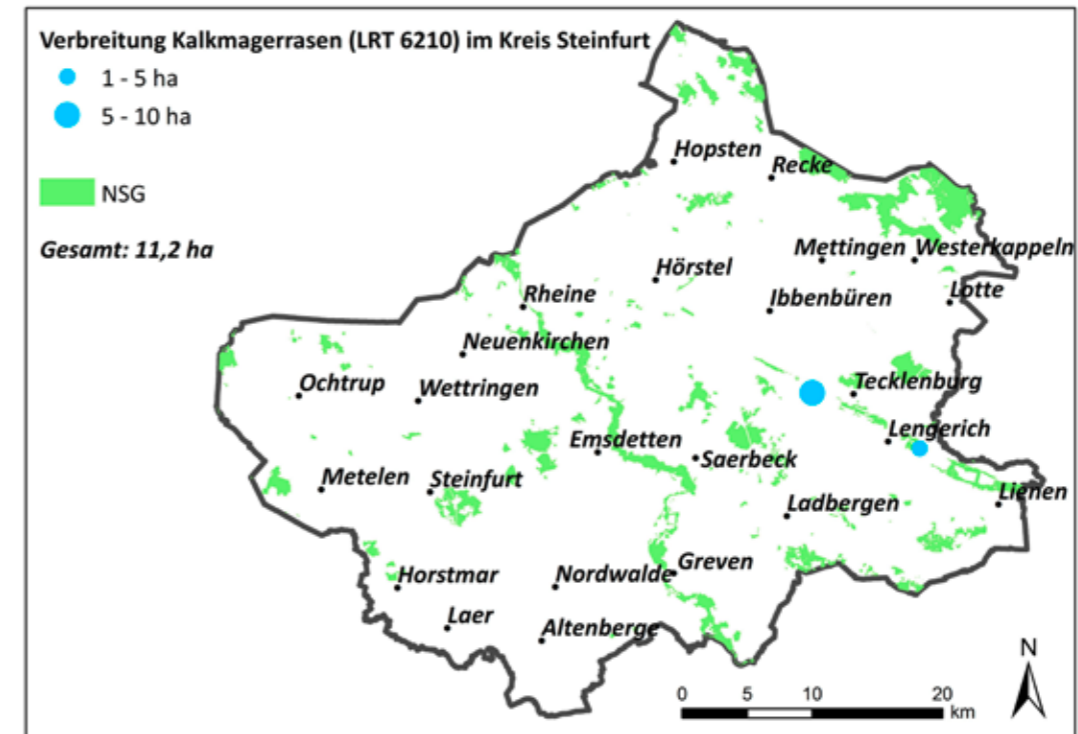 Verbreitung Kalkmagerrasen (LRT 6210) im Kreis Steinfurt
1 - 5 ha
5 - 10 ha
NSG
Gesamt: 11,2 ha
Hopsten
Recke
Mettingen
Westerkappeln
Hörstel
Ibbenbüren
Lotte
Rheine
Neuenkirchen
Ochtrup
Wettringen
Tecklenburg
Lengerich
Emsdetten
Saerbeck
Metelen
Steinfurt
Ladbergen
Lienen
Horstmar
Nordwalde
Greven
Laer
Altenberge
N
0 5 10 20
km